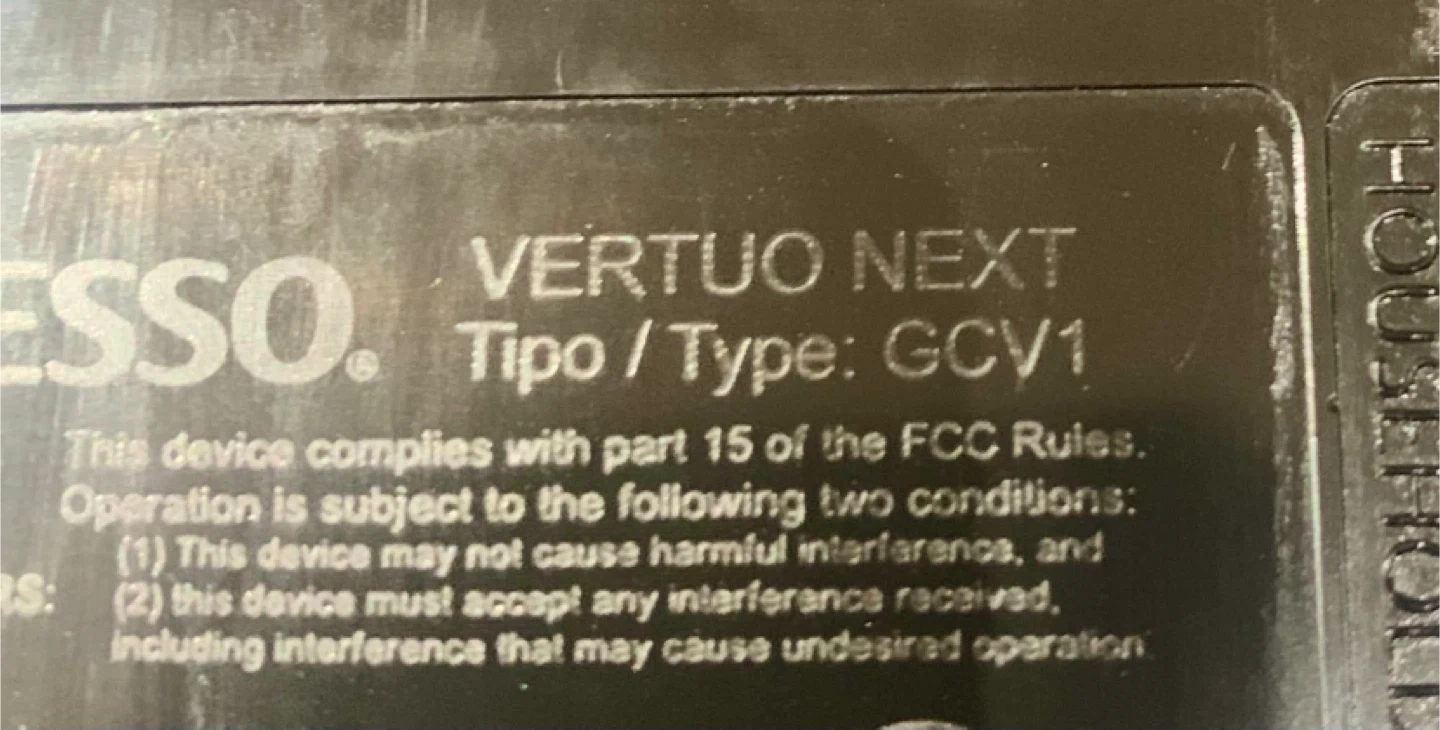 ESSO®
VERTUO NEXT
Tipo / Type: GCV1
This device complies with part 15 of the FCC Rules.
Operation is subject to the following two conditions:
(1) This device may not cause harmful interference, and
(2) this device must accept any interference received,
including interference that may cause undesired operation.
as:
HOUSEHOL